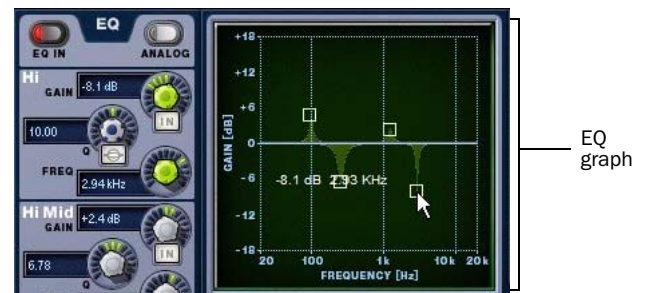 EQ
EQ IN
ANALOG
Hi
GAIN
-8.1 dB
IN
10.00
Q
FREQ
2.94 kHz
Hi Mid
GAIN
+2.4 dB
IN
6.78
Q
GAIN [dB]
+18
+12
+6
0
-6
-12
-18
-8.1 dB 2.93 KHz
20 100 1k 10k 20k
FREQUENCY [Hz]
EQ
graph